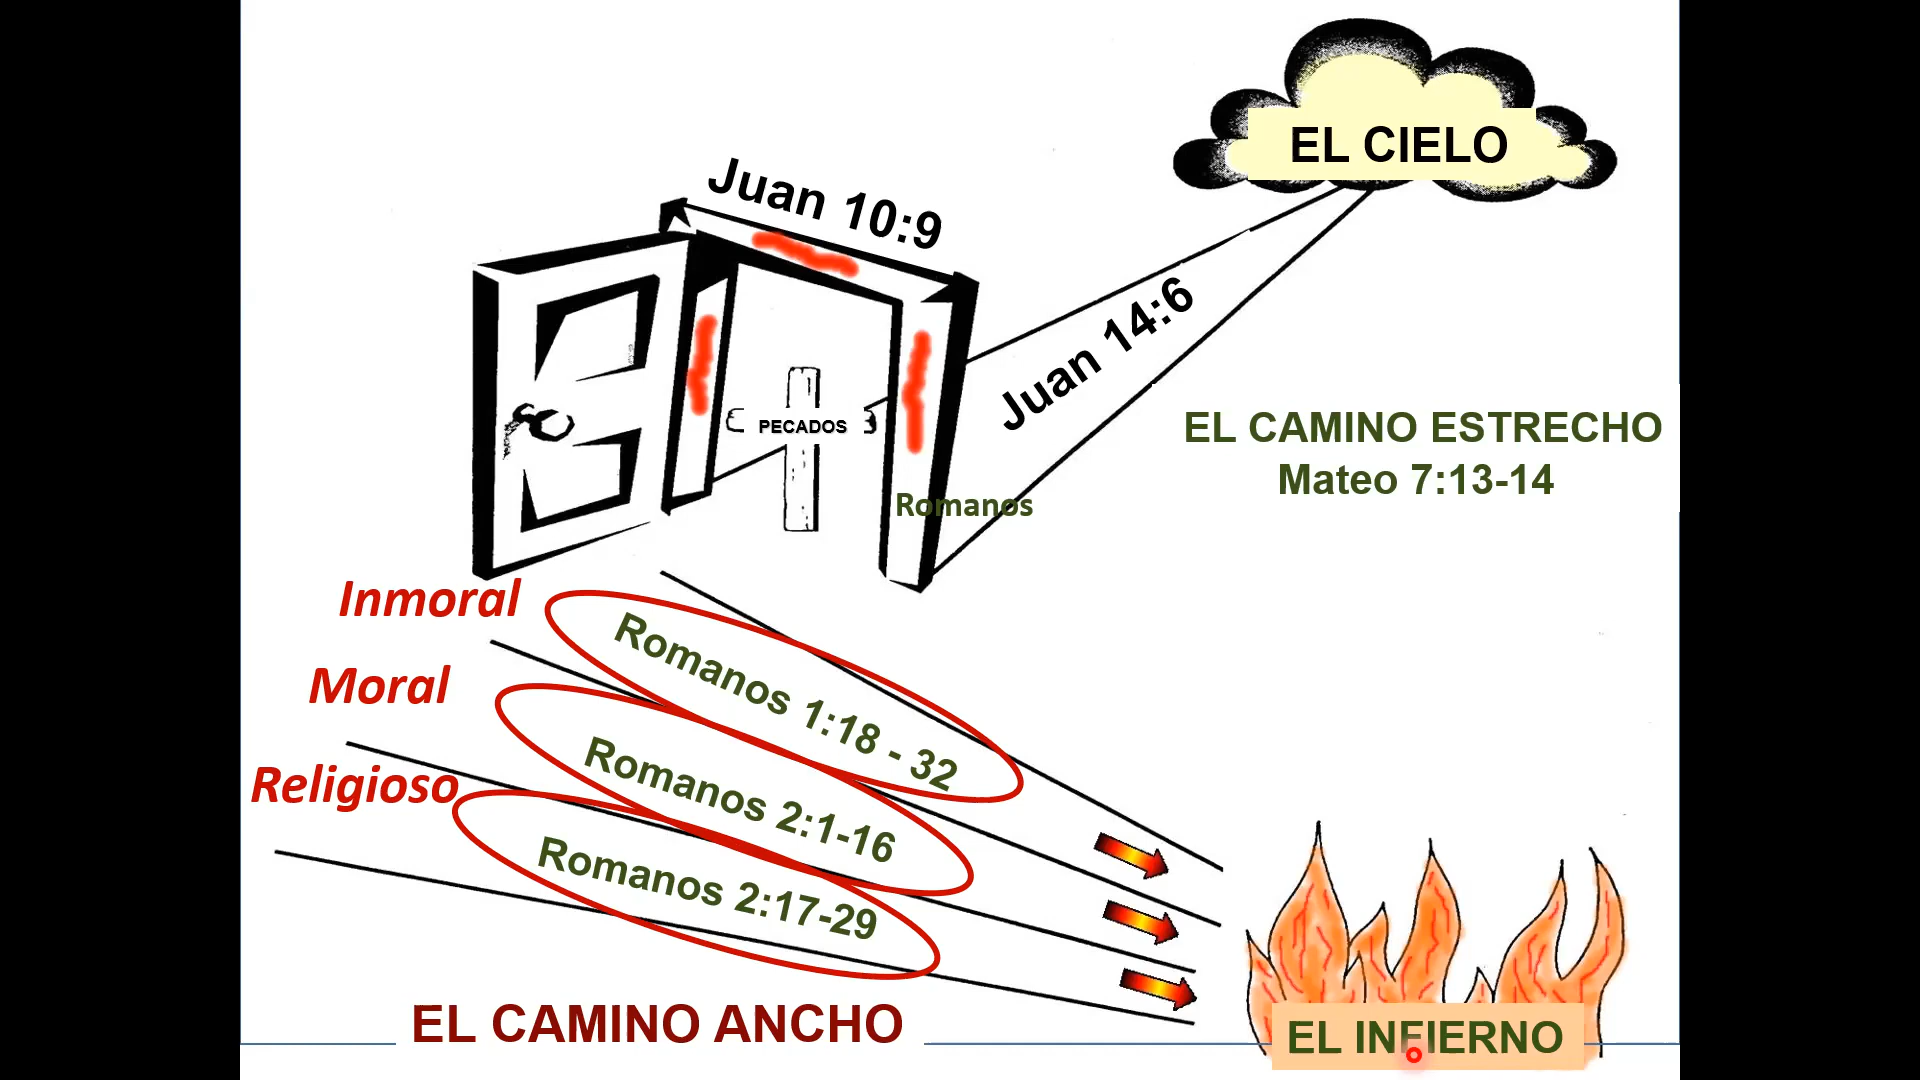 EL CIELO
Juan 10:9
Juan 14:6
PECADOS
EL CAMINO ESTRECHO
Mateo 7:13-14
Romanos
Inmoral
Romanos 1:18 - 32
Moral
Romanos 2:1-16
Religioso
Romanos 2:17-29
EL CAMINO ANCHO
EL INFIERNO